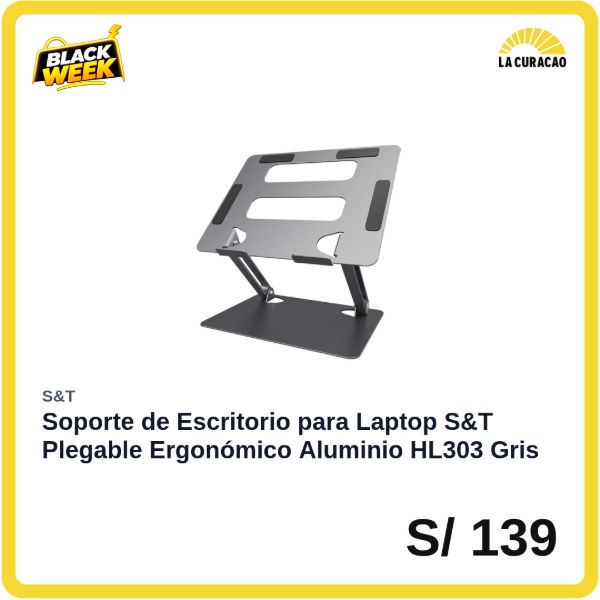 BLACK
WEEK
LA CURACAO
S&T
Soporte de Escritorio para Laptop S&T
Plegable Ergonómico Aluminio HL303 Gris
S/ 139